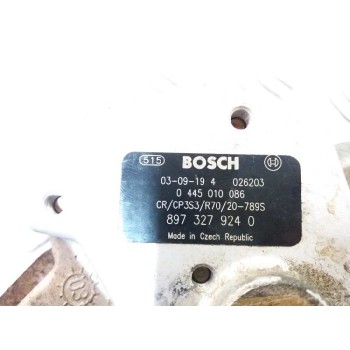 515 BOSCH
03-09-19 4 026203
0 445 010 086
CR/CP3S3/R70/20-789S
897 327 924 0
Made in Czech Republic